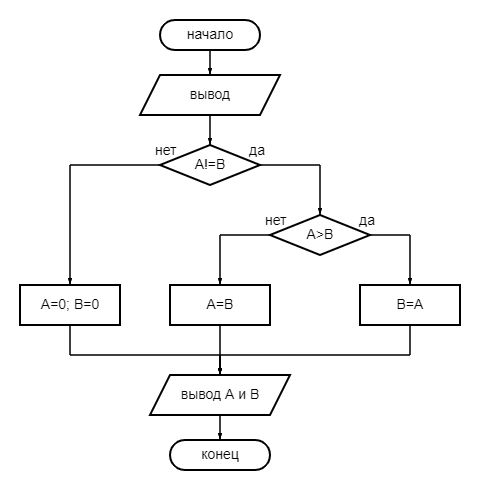 начало
вывод
нет
да
A!=B
нет
да
A>B
A=0; B=0
A=B
B=A
вывод А и В
конец